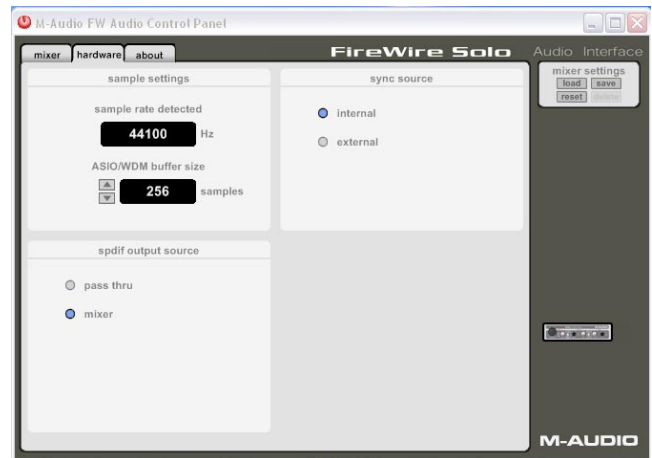 M-Audio FW Audio Control Panel
mixer hardware about
FireWire Solo Audio Interface
sample settings
sample rate detected
44100 Hz
ASIO/WDM buffer size
256 samples
sync source
internal
external
mixer settings
load save
reset delete
spdif output source
pass thru
mixer
M-AUDIO